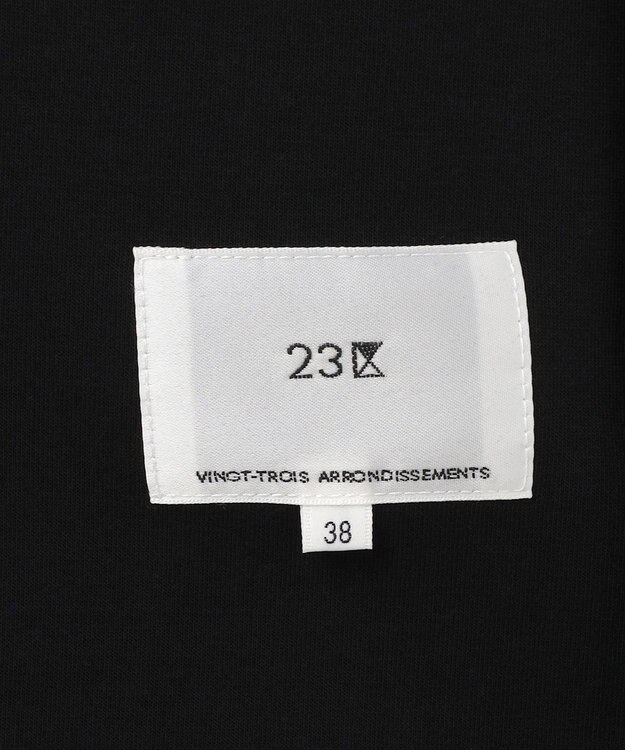 23区
VINGT-TROIS ARRONDISSEMENTS
38